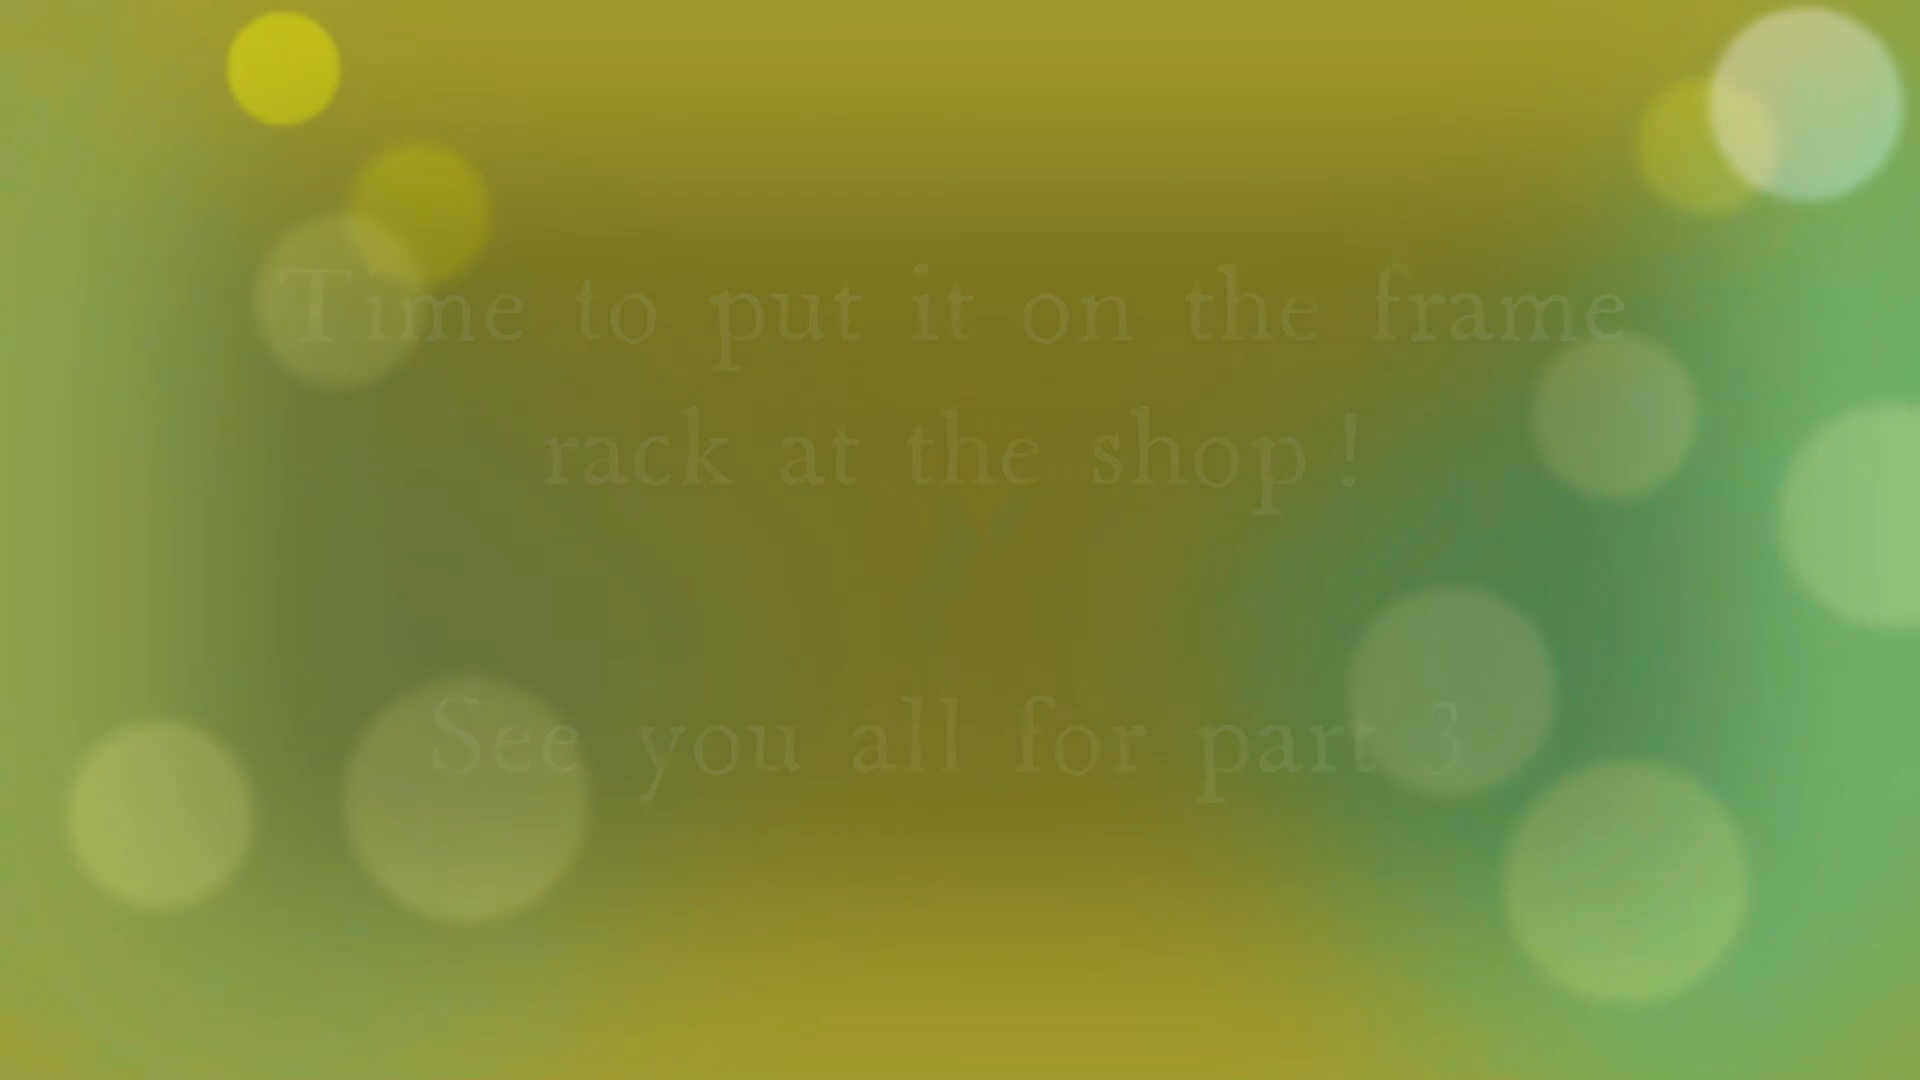 Time to put it on the frame
rack at the shop!
See you all for part 3